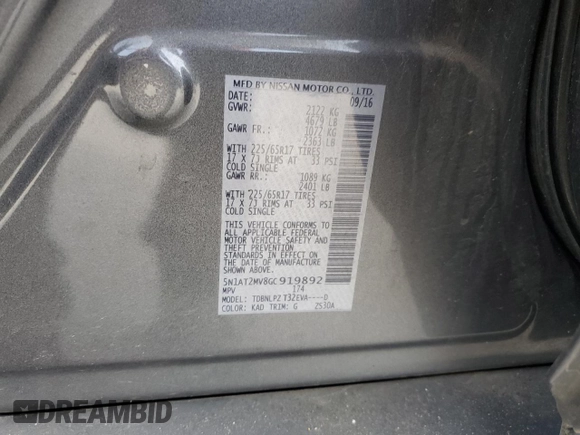 MFD BY NISSAN MOTOR CO., LTD.
DATE: 09/16
GVWR: 2122 KG
4679 LB
GAWR FR.: 1072 KG
2363 LB
WITH 225/65R17 TIRES
17 X 7J RIMS AT 33 PSI
COLD SINGLE
GAWR RR.: 1089 KG
2401 LB
WITH 225/65R17 TIRES
17 X 7J RIMS AT 33 PSI
COLD SINGLE
THIS VEHICLE CONFORMS TO
ALL APPLICABLE FEDERAL
MOTOR VEHICLE SAFETY AND
THEFT PREVENTION
STANDARDS IN EFFECT ON
THE DATE OF MANUFACTURE
SHOWN ABOVE.
5N1AT2MV8GC919892
MPV 174
MODEL: TDBNLPZ T32EVA----D
COLOR: KAD TRIM: G 2530A
DREAMBID